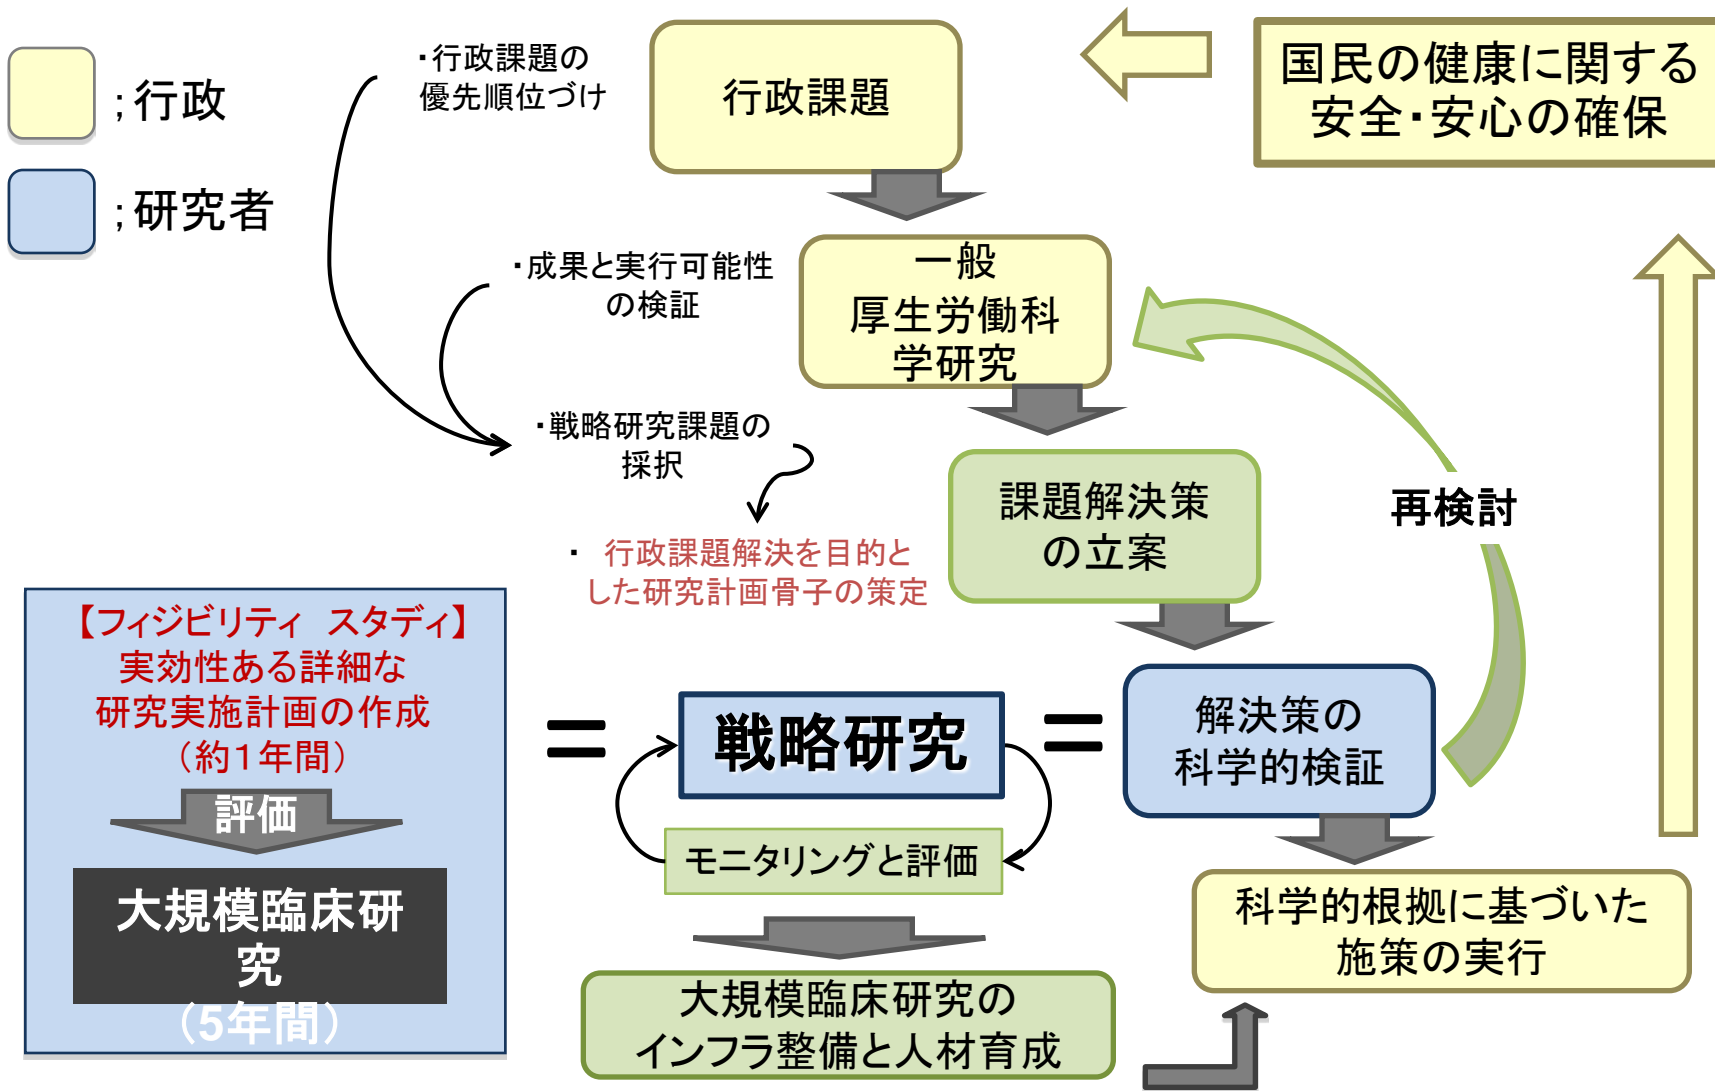 ;行政
;研究者
・行政課題の
優先順位づけ
行政課題
国民の健康に関する
安全・安心の確保
・成果と実行可能性
の検証
一般
厚生労働科
学研究
・戦略研究課題の
採択
課題解決策
の立案
再検討
・ 行政課題解決を目的と
した研究計画骨子の策定
【フィジビリティ スタディ】
実効性ある詳細な
研究実施計画の作成
（約1年間）
評価
大規模臨床研
究
（5年間）
=
戦略研究
=
解決策の
科学的検証
モニタリングと評価
科学的根拠に基づいた
施策の実行
大規模臨床研究の
インフラ整備と人材育成